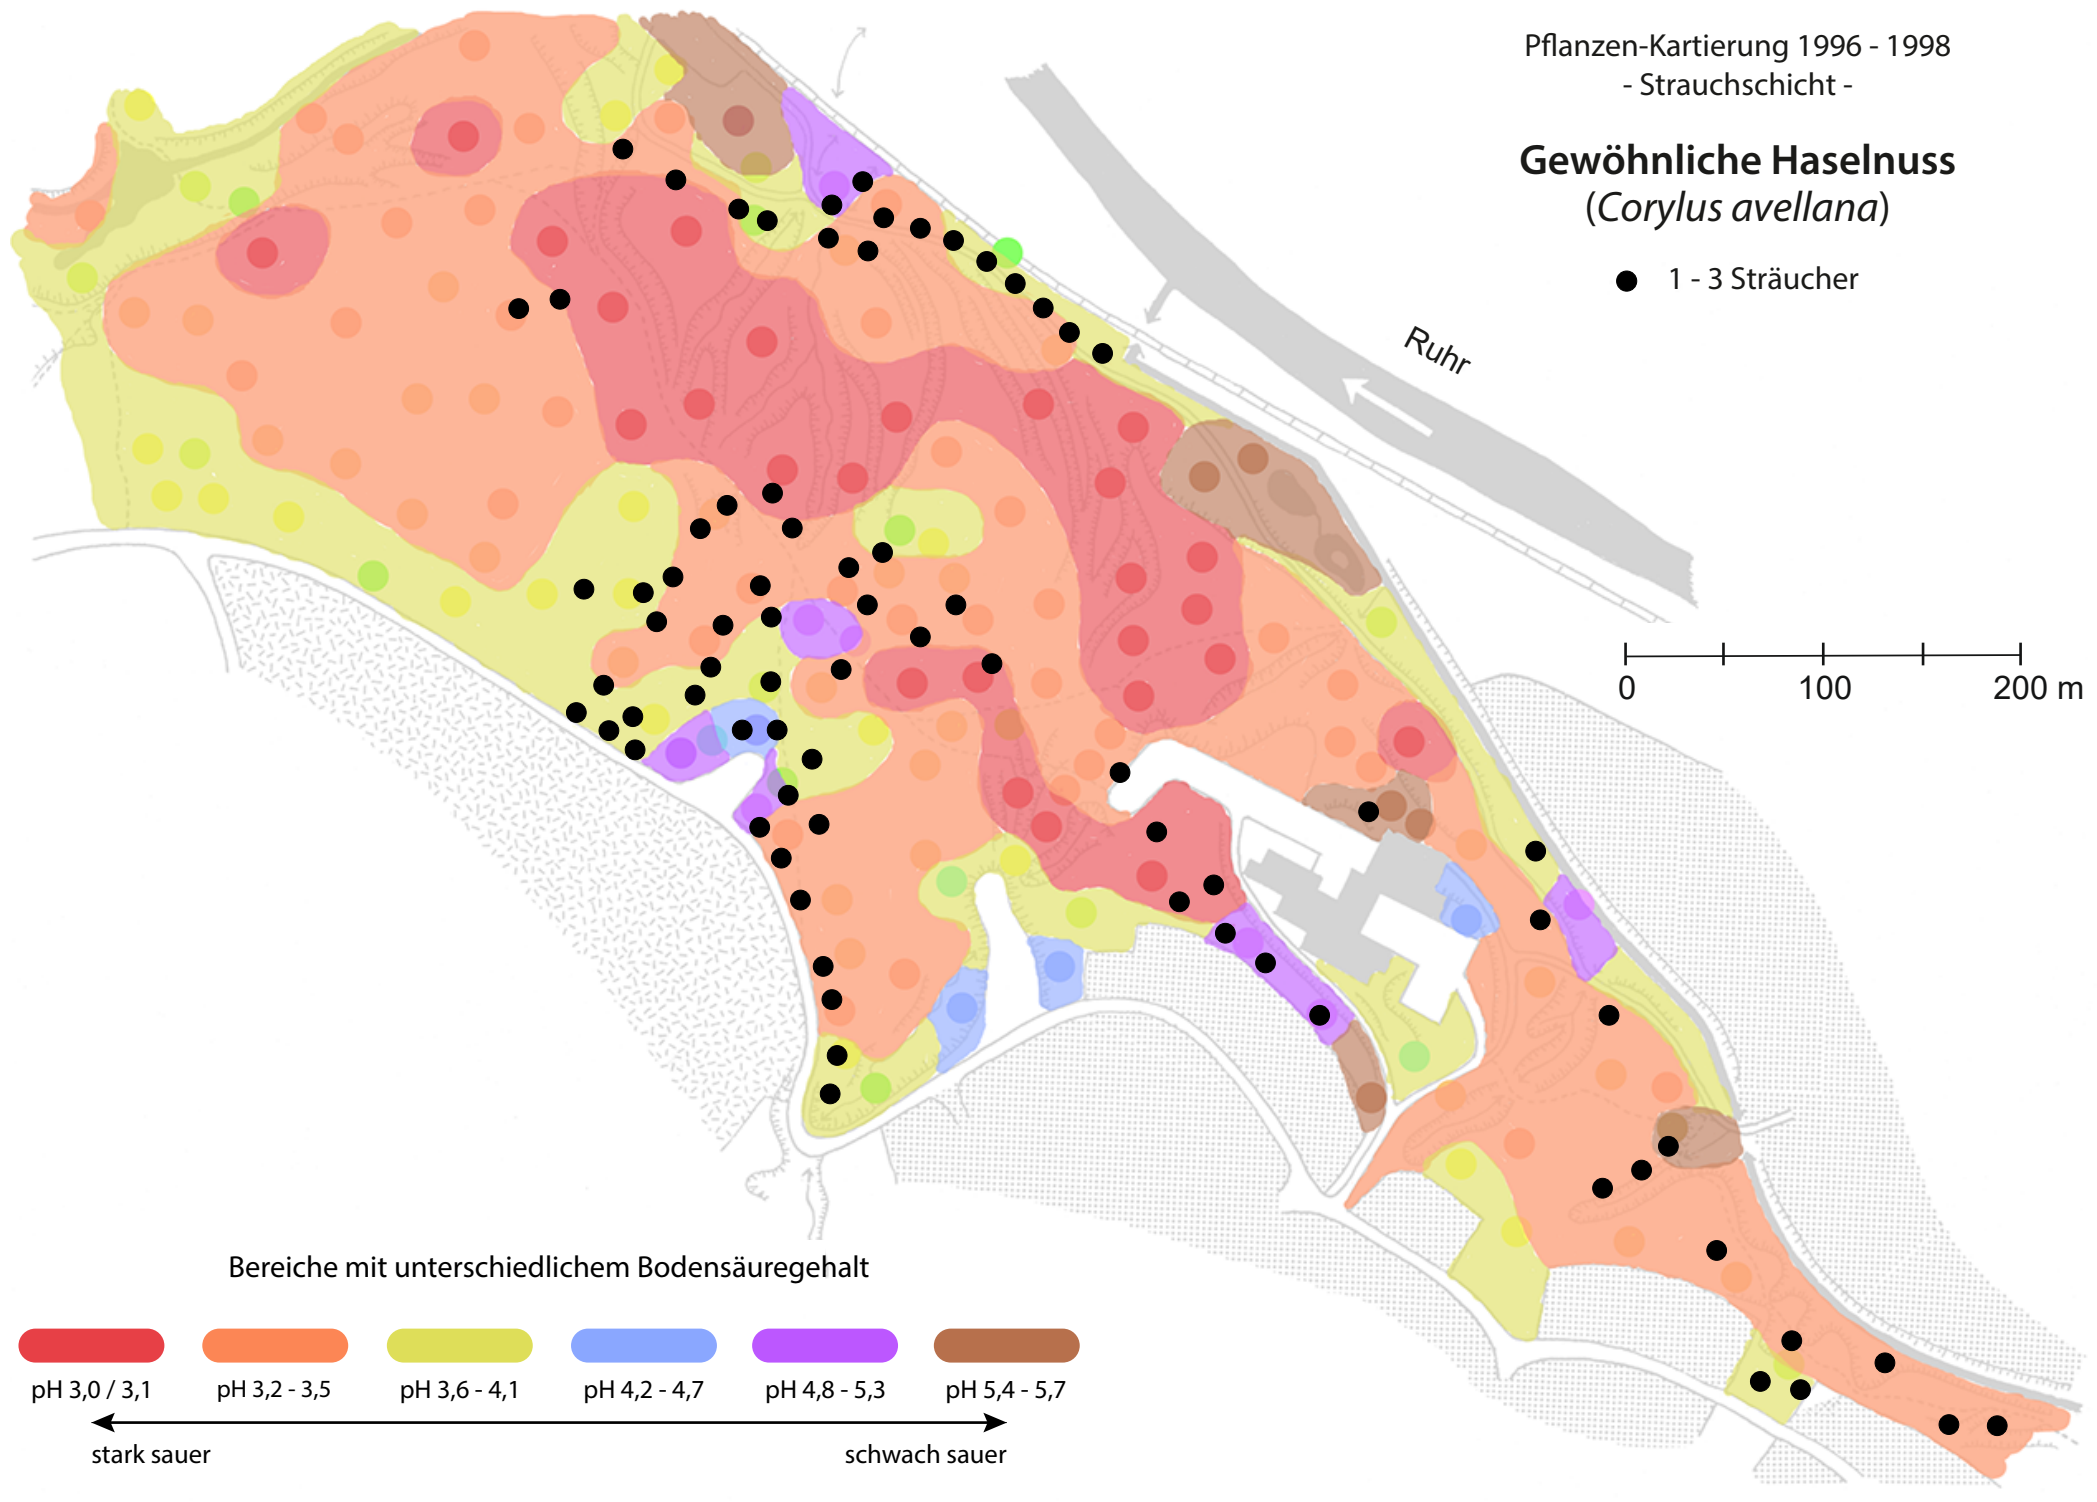 Pflanzen-Kartierung 1996 - 1998
- Strauchschicht -
Gewöhnliche Haselnuss
(Corylus avellana)
1 - 3 Sträucher
Ruhr
0 100 200 m
Bereiche mit unterschiedlichem Bodensäuregehalt
pH 3,0 / 3,1 pH 3,2 - 3,5 pH 3,6 - 4,1 pH 4,2 - 4,7 pH 4,8 - 5,3 pH 5,4 - 5,7
stark sauer schwach sauer